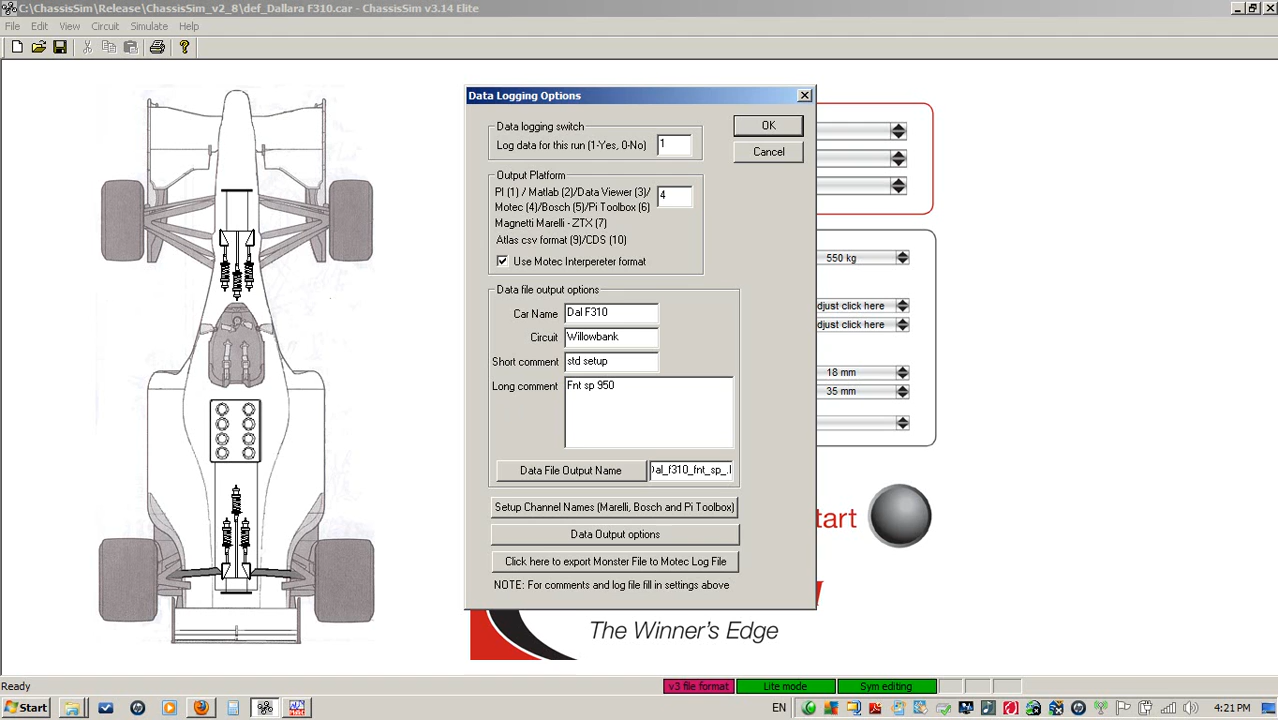 C:\ChassisSim\Release\ChassisSim_v2_8\def_Dallara F310.car - ChassisSim v3.14 Elite
File Edit View Circuit Simulate Help
Data Logging Options
Data logging switch
Log data for this run (1-Yes, 0-No) 1
OK
Cancel
Output Platform
PI (1) / Matlab (2)/Data Viewer (3)/
Motec (4)/Bosch (5)/Pi Toolbox (6)
Magnetti Marelli - ZTX (7)
Atlas csv format (9)/CDS (10)
4
Use Motec Interpereter format
Data file output options
Car Name Dal F310
Circuit Willowbank
Short comment std setup
Long comment Fnt sp 950
Data File Output Name al_f310_fnt_sp_.
Setup Channel Names (Marelli, Bosch and Pi Toolbox)
Data Output options
Click here to export Monster File to Motec Log File
NOTE: For comments and log file fill in settings above
550 kg
djust click here
djust click here
18 mm
35 mm
tart
The Winner's Edge
Ready
v3 file format Lite mode Sym editing
Start
EN 4:21 PM